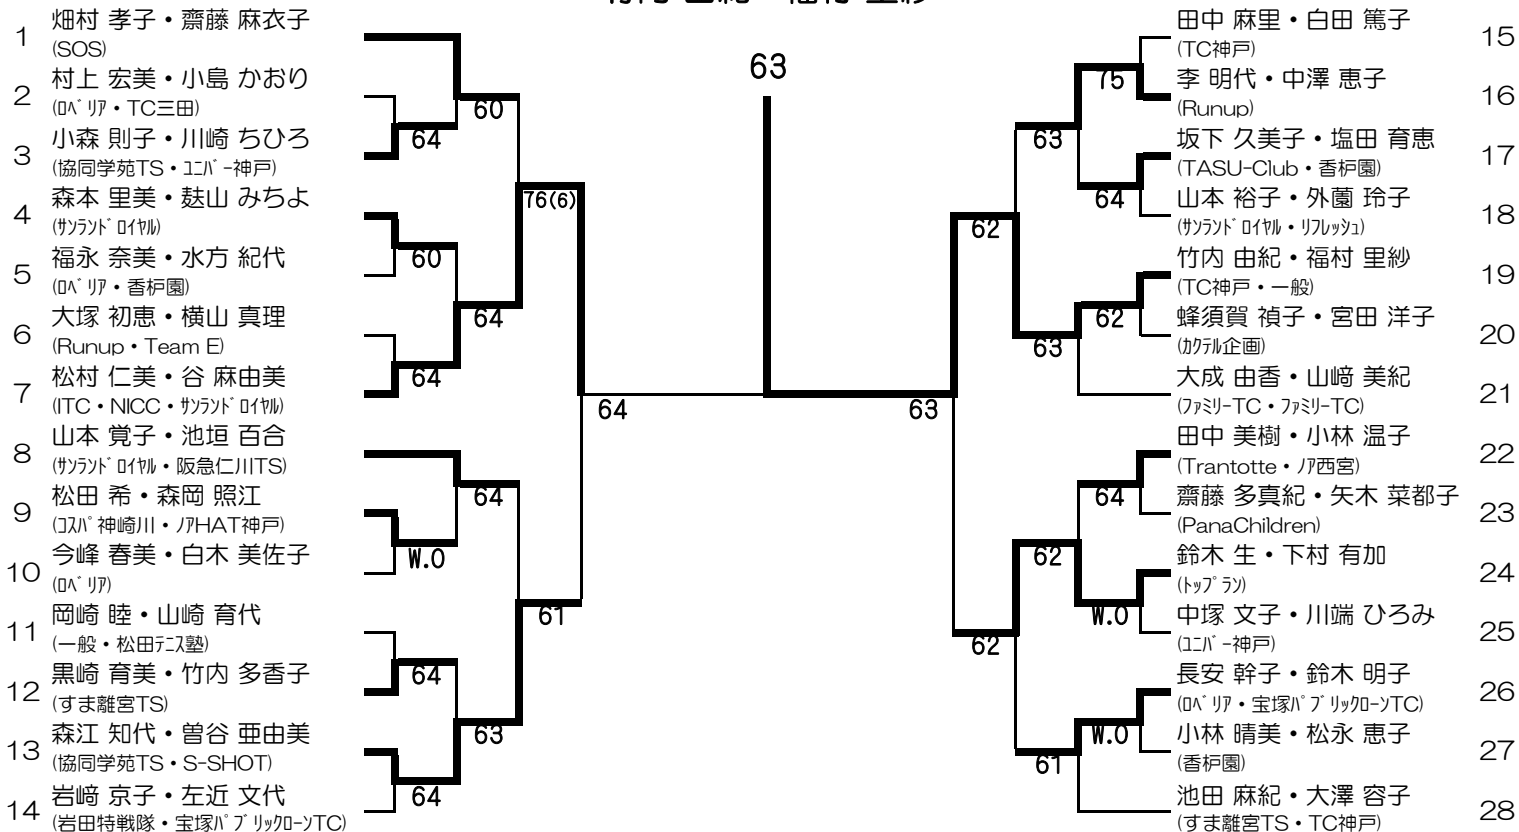 63
1
畑村 孝子・齋藤 麻衣子
(SOS)
2
村上 宏美・小島 かおり
(ﾛﾍﾞﾘｱ・TC三田)
3
小森 則子・川崎 ちひろ
(協同学苑TS・ﾕﾆﾊﾞｰ神戸)
4
森本 里美・麸山 みちよ
(ｻﾝﾗﾝﾄﾞﾛｲﾔﾙ)
5
福永 奈美・水方 紀代
(ﾛﾍﾞﾘｱ・香枦園)
6
大塚 初恵・横山 真理
(Runup・Team E)
7
松村 仁美・谷 麻由美
(ITC・NICC・ｻﾝﾗﾝﾄﾞﾛｲﾔﾙ)
8
山本 覚子・池垣 百合
(ｻﾝﾗﾝﾄﾞﾛｲﾔﾙ・阪急仁川TS)
9
松田 希・森岡 照江
(ｺｽﾊﾟ神崎川・ﾉｱHAT神戸)
10
今峰 春美・白木 美佐子
(ﾛﾍﾞﾘｱ)
11
岡崎 睦・山崎 育代
(一般・松田ﾃﾆｽ塾)
12
黒崎 育美・竹内 多香子
(すま離宮TS)
13
森江 知代・曽谷 亜由美
(協同学苑TS・S-SHOT)
14
岩﨑 京子・左近 文代
(岩田特戦隊・宝塚ﾊﾟﾌﾞﾘｯｸﾛｰﾝTC)
64
60
64
W.O
64
64
60
64
64
63
76(6)
61
64
63
62
62
63
63
62
61
75
64
62
64
W.O
W.O
田中 麻里・白田 篤子
(TC神戸)
15
李 明代・中澤 恵子
(Runup)
16
坂下 久美子・塩田 育恵
(TASU-Club・香枦園)
17
山本 裕子・外薗 玲子
(ｻﾝﾗﾝﾄﾞﾛｲﾔﾙ・ﾘﾌﾚｯｼｭ)
18
竹内 由紀・福村 里紗
(TC神戸・一般)
19
蜂須賀 禎子・宮田 洋子
(ｶｸﾃﾙ企画)
20
大成 由香・山﨑 美紀
(ﾌｧﾐﾘｰTC・ﾌｧﾐﾘｰTC)
21
田中 美樹・小林 温子
(Trantotte・ﾉｱ西宮)
22
齋藤 多真紀・矢木 菜都子
(PanaChildren)
23
鈴木 生・下村 有加
(ﾄｯﾌﾟﾗﾝ)
24
中塚 文子・川端 ひろみ
(ﾕﾆﾊﾞｰ神戸)
25
長安 幹子・鈴木 明子
(ﾛﾍﾞﾘｱ・宝塚ﾊﾟﾌﾞﾘｯｸﾛｰﾝTC)
26
小林 晴美・松永 恵子
(香枦園)
27
池田 麻紀・大澤 容子
(すま離宮TS・TC神戸)
28